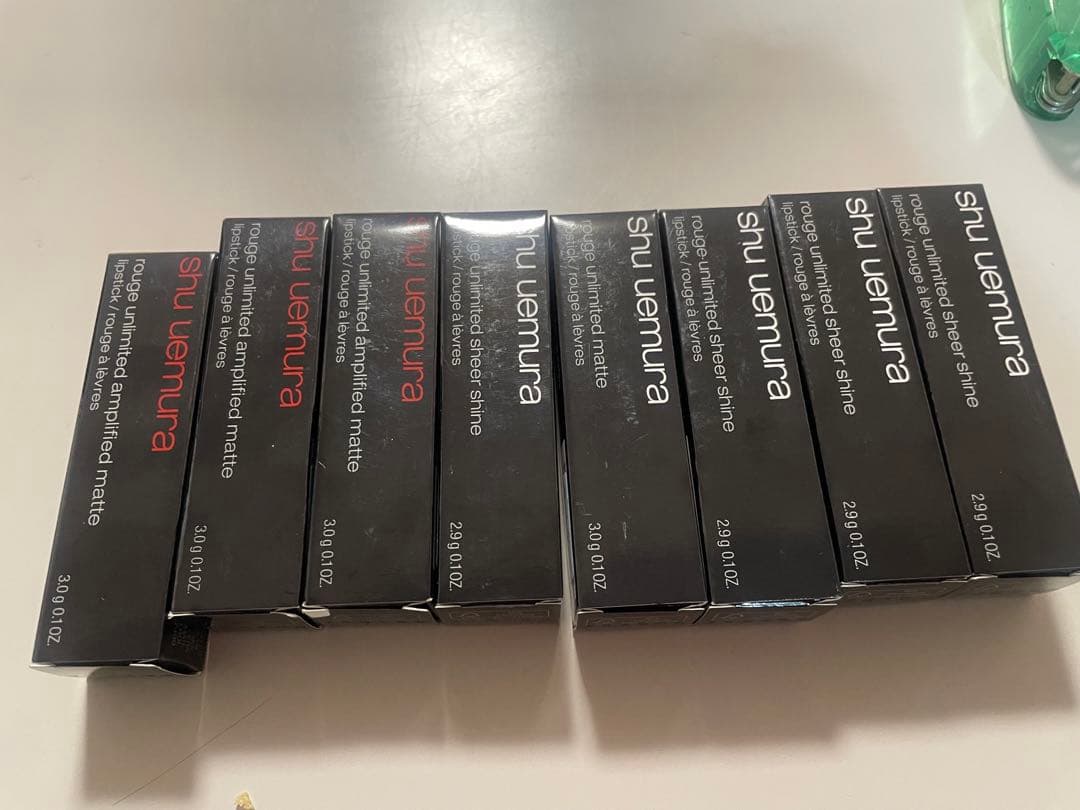 shu uemura
rouge unlimited amplified matte
lipstick / rouge à lèvres
3.0 g 0.1 OZ.
shu uemura
rouge unlimited amplified matte
lipstick / rouge à lèvres
3.0 g 0.1 OZ.
shu uemura
rouge unlimited amplified matte
lipstick / rouge à lèvres
3.0 g 0.1 OZ.
shu uemura
rouge unlimited sheer shine
lipstick / rouge à lèvres
2.9 g 0.1 OZ.
shu uemura
rouge unlimited matte
lipstick / rouge à lèvres
3.0 g 0.1 OZ.
shu uemura
rouge unlimited sheer shine
lipstick / rouge à lèvres
2.9 g 0.1 OZ.
shu uemura
rouge unlimited sheer shine
lipstick / rouge à lèvres
2.9 g 0.1 OZ.
shu uemura
rouge unlimited sheer shine
lipstick / rouge à lèvres
2.9 g 0.1 OZ.